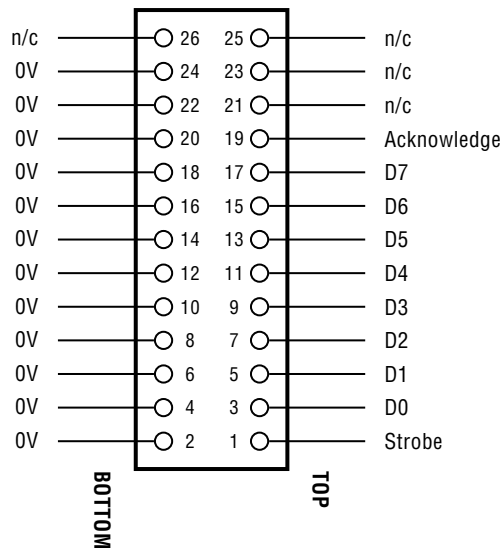 n/c 26 25 n/c
0V 24 23 n/c
0V 22 21 n/c
0V 20 19 Acknowledge
0V 18 17 D7
0V 16 15 D6
0V 14 13 D5
0V 12 11 D4
0V 10 9 D3
0V 8 7 D2
0V 6 5 D1
0V 4 3 D0
0V 2 1 Strobe
BOTTOM
TOP